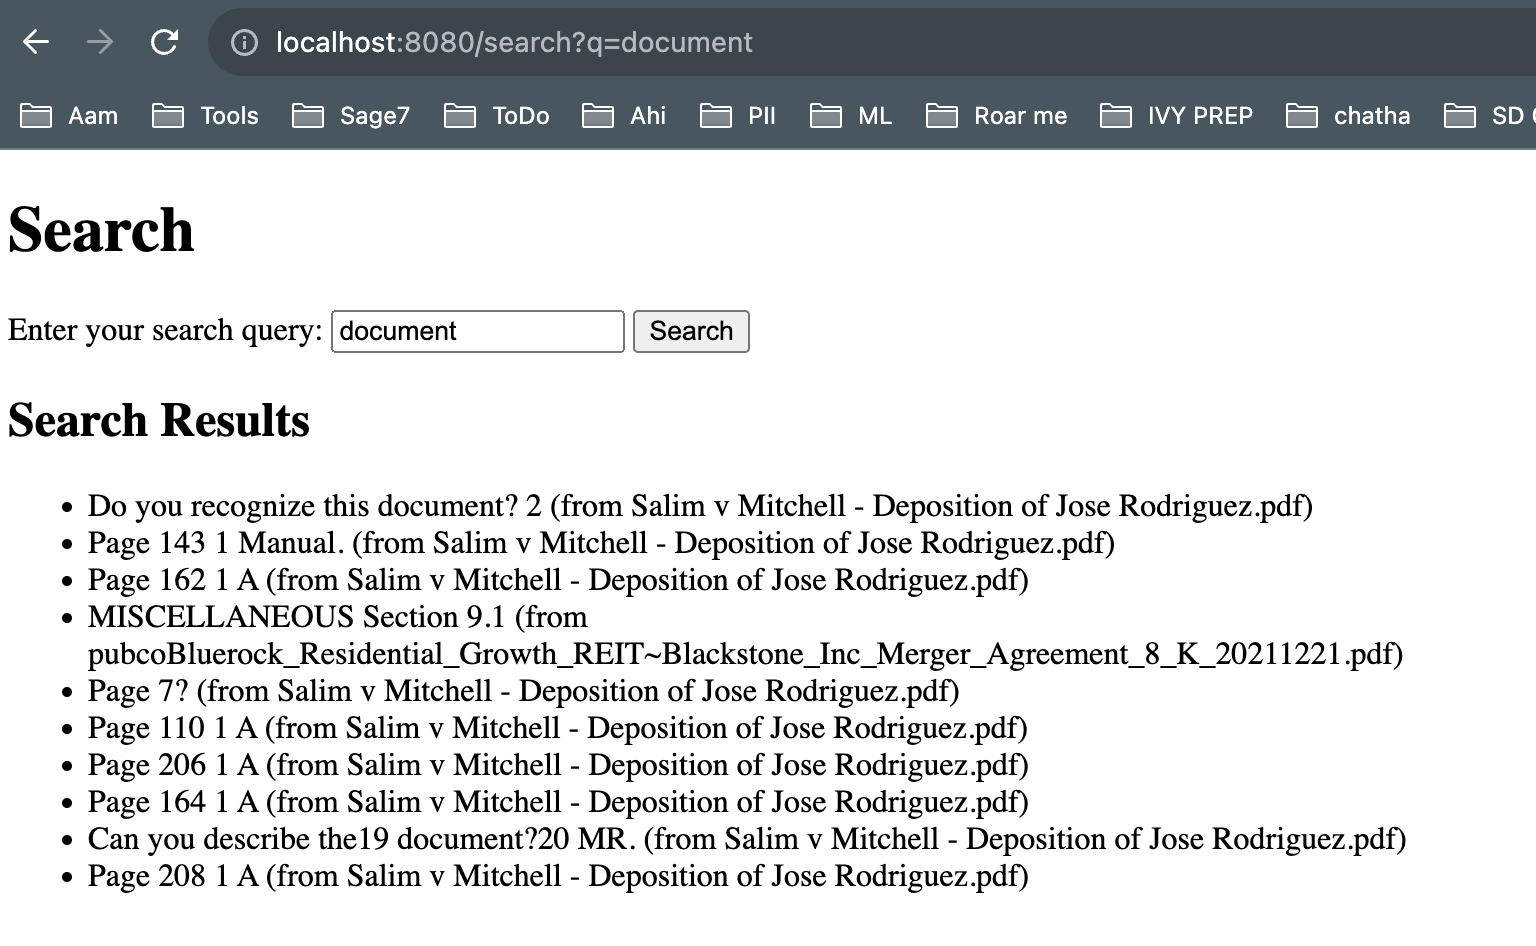 localhost:8080/search?q=document
Aam Tools Sage7 ToDo Ahi PII ML Roar me IVY PREP chatha SD
Search
Enter your search query: document Search
Search Results
Do you recognize this document? 2 (from Salim v Mitchell - Deposition of Jose Rodriguez.pdf)
Page 143 1 Manual. (from Salim v Mitchell - Deposition of Jose Rodriguez.pdf)
Page 162 1 A (from Salim v Mitchell - Deposition of Jose Rodriguez.pdf)
MISCELLANEOUS Section 9.1 (from
pubcoBluerock_Residential_Growth_REIT~Blackstone_Inc_Merger_Agreement_8_K_20211221.pdf)
Page 7? (from Salim v Mitchell - Deposition of Jose Rodriguez.pdf)
Page 110 1 A (from Salim v Mitchell - Deposition of Jose Rodriguez.pdf)
Page 206 1 A (from Salim v Mitchell - Deposition of Jose Rodriguez.pdf)
Page 164 1 A (from Salim v Mitchell - Deposition of Jose Rodriguez.pdf)
Can you describe the19 document?20 MR. (from Salim v Mitchell - Deposition of Jose Rodriguez.pdf)
Page 208 1 A (from Salim v Mitchell - Deposition of Jose Rodriguez.pdf)